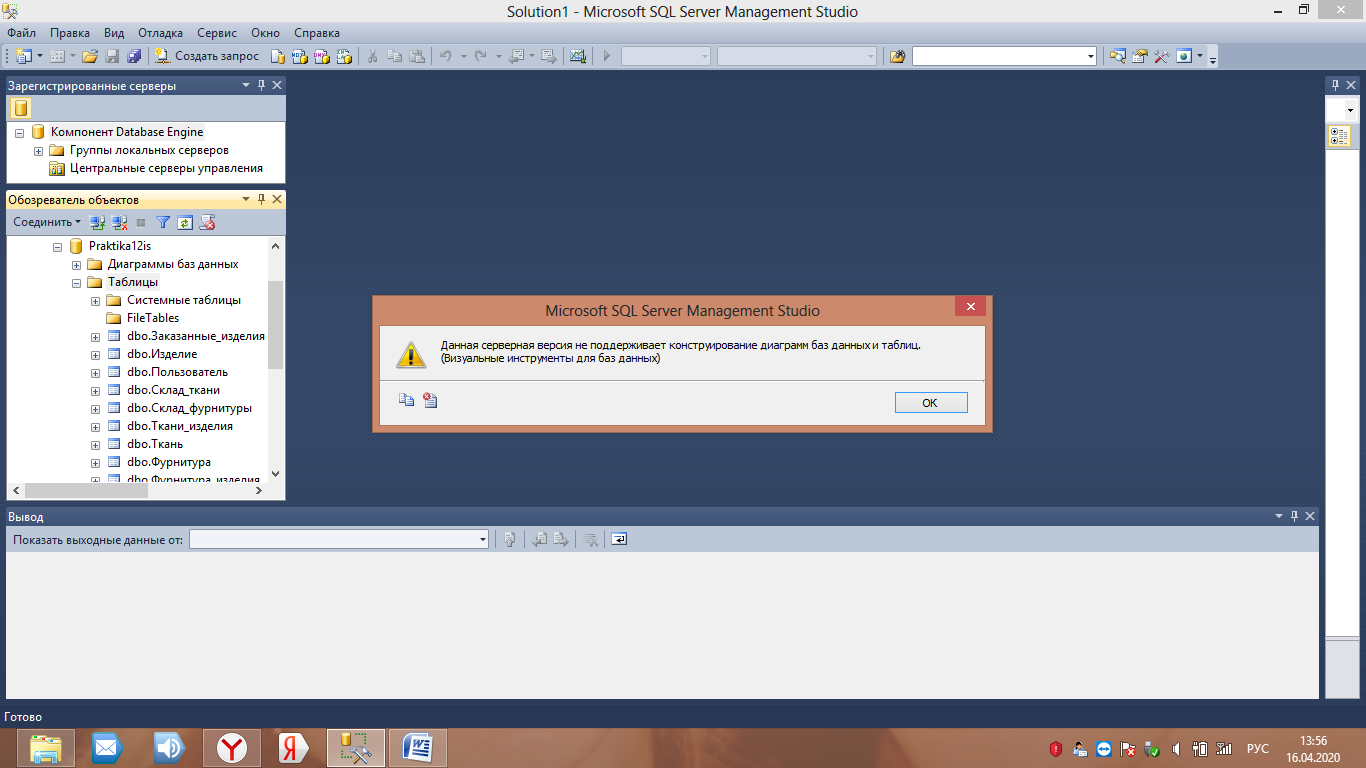 Solution1 - Microsoft SQL Server Management Studio
Файл Правка Вид Отладка Сервис Окно Справка
Создать запрос
Зарегистрированные серверы
Компонент Database Engine
Группы локальных серверов
Центральные серверы управления
Обозреватель объектов
Соединить
Praktika12is
Диаграммы баз данных
Таблицы
Системные таблицы
FileTables
dbo.Заказанные_изделия
dbo.Изделие
dbo.Пользователь
dbo.Склад_ткани
dbo.Склад_фурнитуры
dbo.Ткани_изделия
dbo.Ткань
dbo.Фурнитура
dbo.Фурнитура_изделия
Microsoft SQL Server Management Studio
Данная серверная версия не поддерживает конструирование диаграмм баз данных и таблиц.
(Визуальные инструменты для баз данных)
OK
Вывод
Показать выходные данные от:
Готово
РУС
13:56
16.04.2020